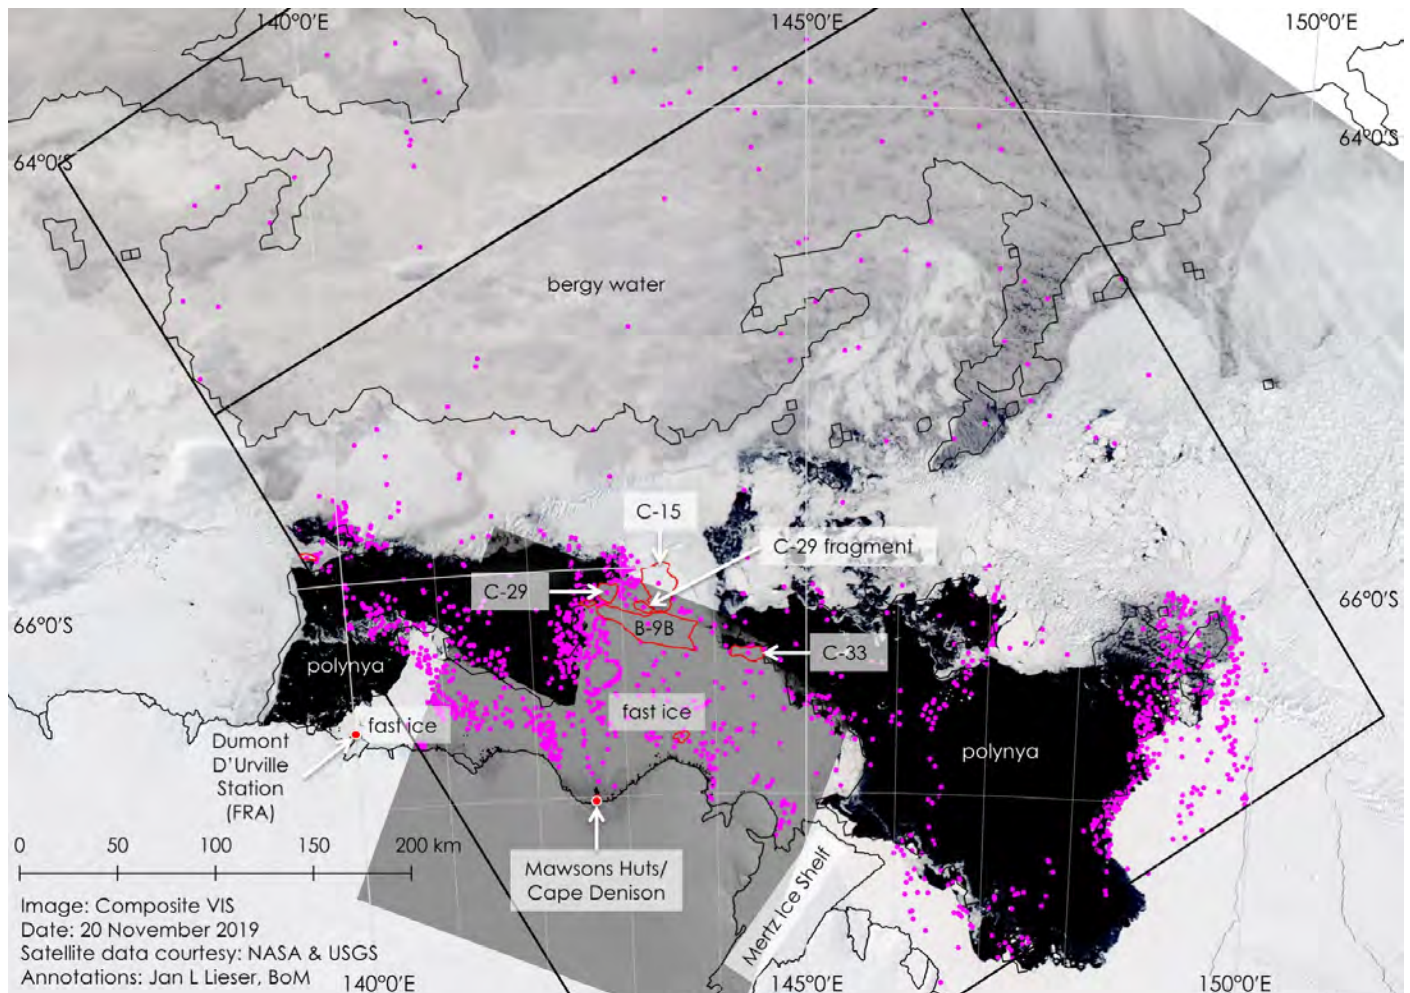 140°0'E
145°0'E
150°0'E
64°0'S
64°0'S
bergy water
C-15
C-29 fragment
C-29
B-9B
66°0'S
66°0'S
C-33
polynya
fast ice
fast ice
polynya
Dumont
D'Urville
Station
(FRA)
0 50 100 150 200 km
Mawsons Huts/
Cape Denison
Mertz Ice Shelf
Image: Composite VIS
Date: 20 November 2019
Satellite data courtesy: NASA & USGS
Annotations: Jan L Lieser, BoM
140°0'E
145°0'E
150°0'E